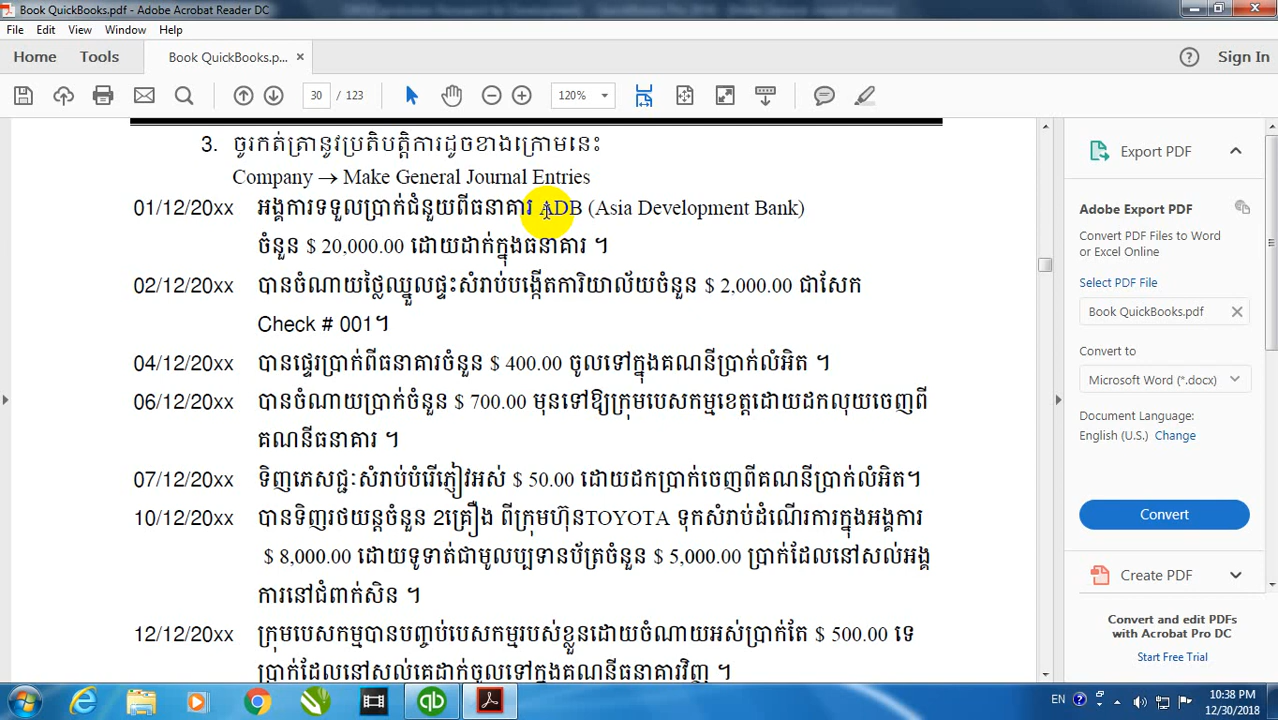 Book QuickBooks.pdf - Adobe Acrobat Reader DC
File Edit View Window Help
Home Tools Book QuickBooks.p... × Sign In
30 / 123 120%
3. ចូរកត់ត្រានូវប្រតិបត្តិការដូចខាងក្រោមនេះ
Company → Make General Journal Entries
01/12/20xx អង្គការទទួលប្រាក់ជំនួយពីធនាគារ ADB (Asia Development Bank)
ចំនួន $ 20,000.00 ដោយដាក់ក្នុងធនាគារ ។
02/12/20xx បានចំណាយថ្លៃឈ្នួលផ្ទះសំរាប់បង្កើតការិយាល័យចំនួន $ 2,000.00 ជាសែក
Check # 001។
04/12/20xx បានផ្ទេរប្រាក់ពីធនាគារចំនួន $ 400.00 ចូលទៅក្នុងគណនីប្រាក់លំអិត ។
06/12/20xx បានចំណាយប្រាក់ចំនួន $ 700.00 មុនទៅឱ្យក្រុមបេសកម្មខេត្តដោយដកលុយចេញពី
គណនីធនាគារ ។
07/12/20xx ទិញភេសជ្ជៈសំរាប់បំរើភ្ញៀវអស់ $ 50.00 ដោយដកប្រាក់ចេញពីគណនីប្រាក់លំអិត។
10/12/20xx បានទិញរថយន្តចំនួន 2គ្រឿង ពីក្រុមហ៊ុនTOYOTA ទុកសំរាប់ដំណើរការក្នុងអង្គការ
$ 8,000.00 ដោយទូទាត់ជាមូលប្បទានប័ត្រចំនួន $ 5,000.00 ប្រាក់ដែលនៅសល់អង្គ
ការនៅជំពាក់សិន ។
12/12/20xx ក្រុមបេសកម្មបានបញ្ចប់បេសកម្មរបស់ខ្លួនដោយចំណាយអស់ប្រាក់តែ $ 500.00 ទេ
ប្រាក់ដែលនៅសល់គេដាក់ចូលទៅក្នុងគណនីធនាគារវិញ ។
Export PDF
Adobe Export PDF
Convert PDF Files to Word
or Excel Online
Select PDF File
Book QuickBooks.pdf ×
Convert to
Microsoft Word (*.docx)
Document Language:
English (U.S.) Change
Convert
Create PDF
Convert and edit PDFs
with Acrobat Pro DC
Start Free Trial
EN 10:38 PM
12/30/2018